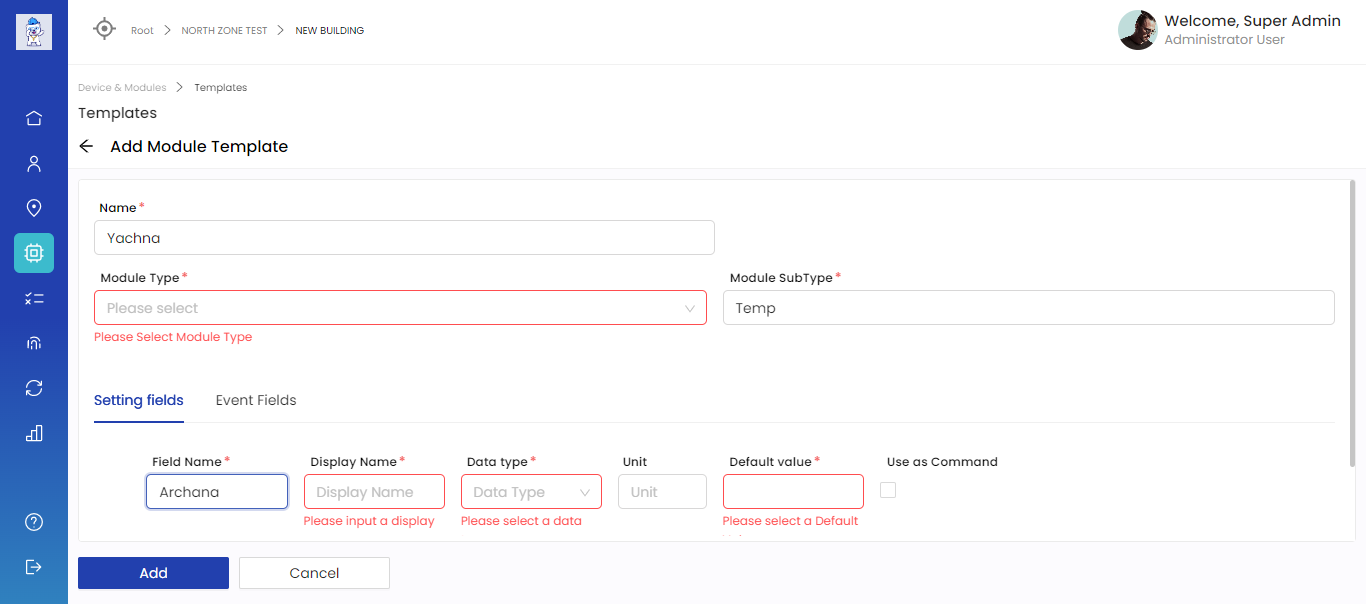 Root > NORTH ZONE TEST > NEW BUILDING
Welcome, Super Admin
Administrator User
Device & Modules > Templates
Templates
Add Module Template
Name *
Yachna
Module Type * Module SubType *
Please select Temp
Please Select Module Type
Setting fields Event Fields
Field Name * Display Name * Data type * Unit Default value * Use as Command
Archana Display Name Data Type Unit
Please input a display Please select a data Please select a Default
Add Cancel